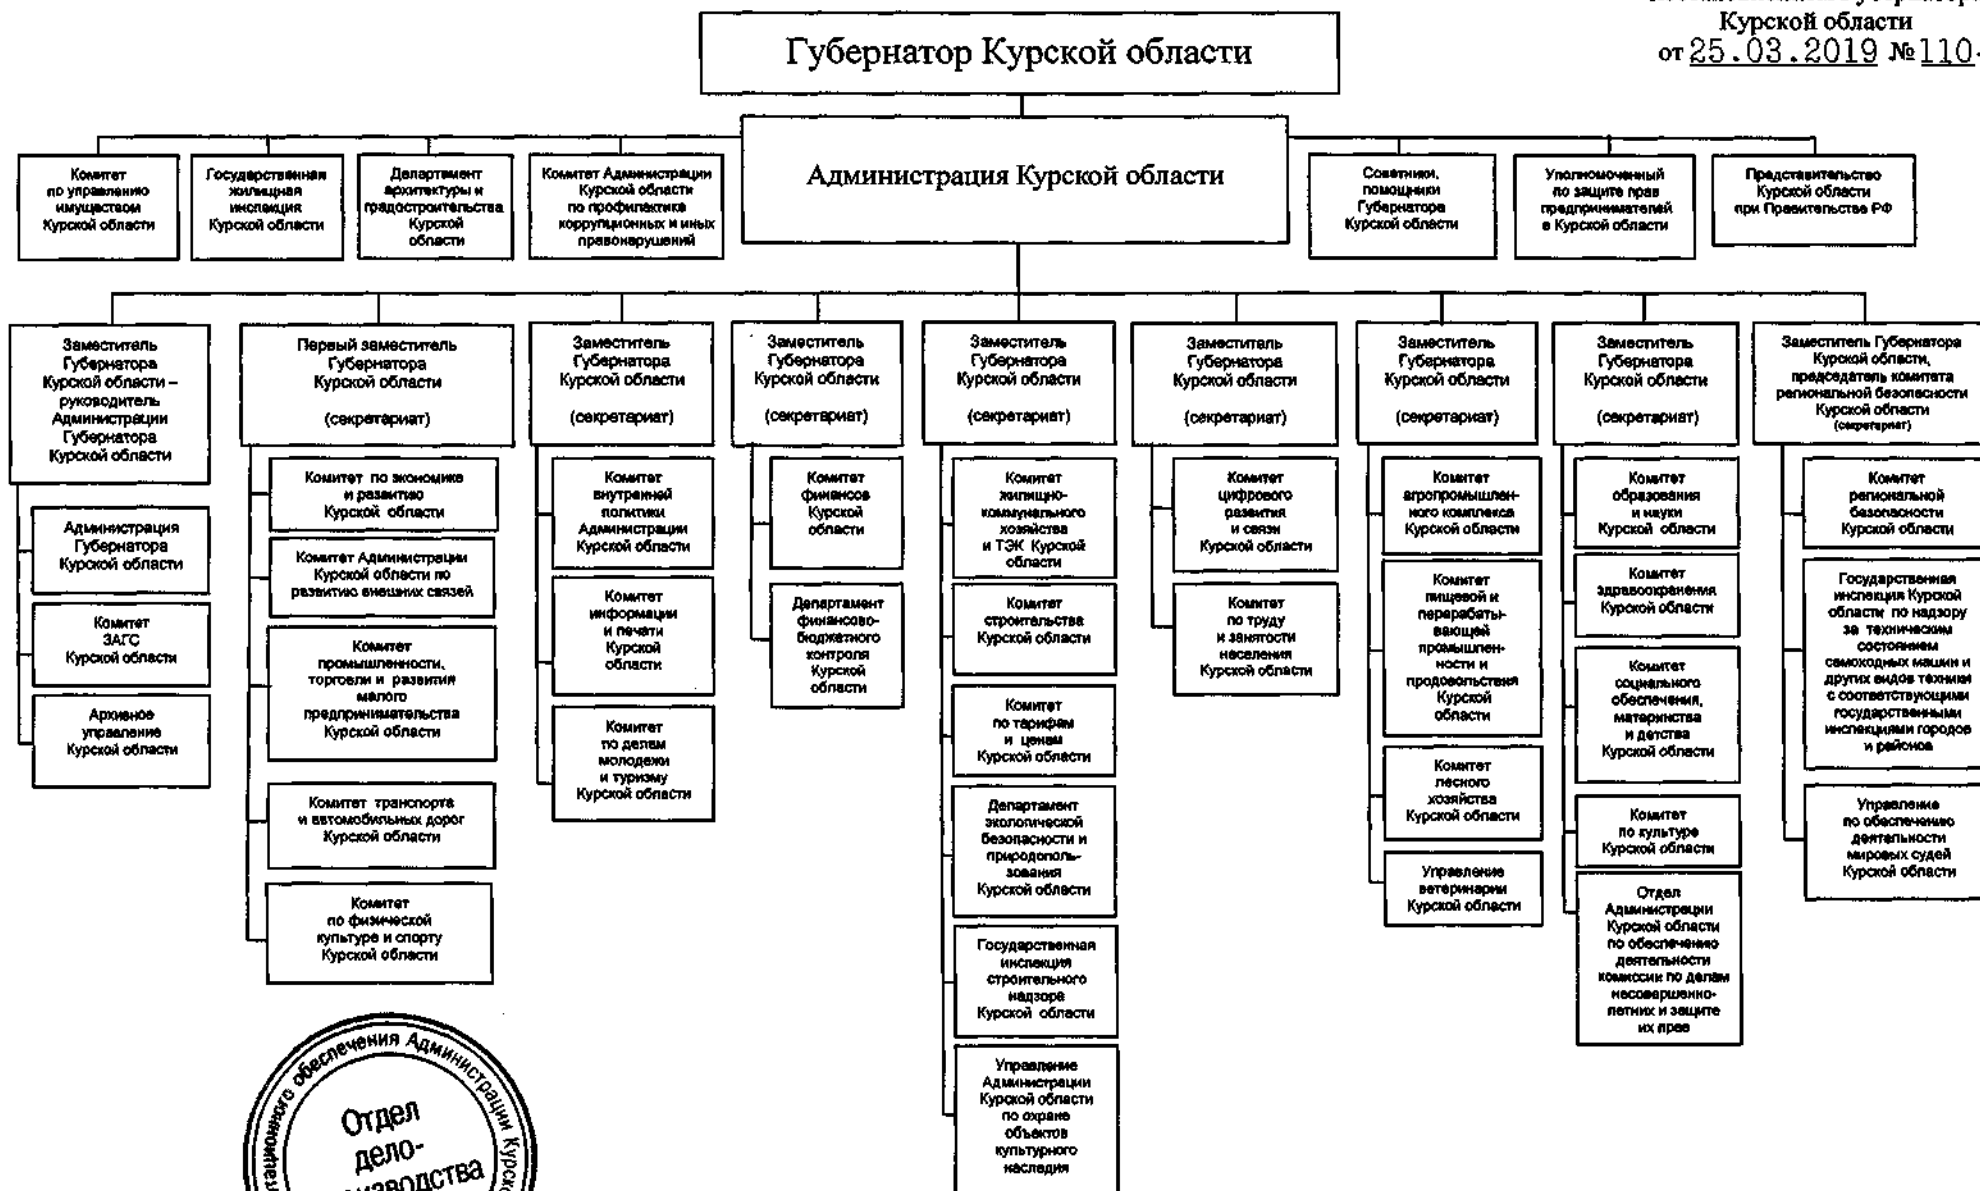 Курской области
от 25.03.2019 № 110
Губернатор Курской области
Администрация Курской области
Комитет
по управлению
имуществом
Курской области
Государственная
жилищная
инспекция
Курской области
Департамент
архитектуры и
градостроительства
Курской
области
Комитет Администрации
Курской области
по профилактике
коррупционных и иных
правонарушений
Советники,
помощники
Губернатора
Курской области
Уполномоченный
по защите прав
предпринимателей
в Курской области
Представительство
Курской области
при Правительстве РФ
Заместитель
Губернатора
Курской области –
руководитель
Администрации
Губернатора
Курской области
Администрация
Губернатора
Курской области
Комитет
ЗАГС
Курской области
Архивное
управление
Курской области
Первый заместитель
Губернатора
Курской области
(секретариат)
Комитет по экономике
и развитию
Курской области
Комитет Администрации
Курской области по
развитию внешних связей
Комитет
промышленности,
торговли и развития
малого
предпринимательства
Курской области
Комитет транспорта
и автомобильных дорог
Курской области
Комитет
по физической
культуре и спорту
Курской области
Заместитель
Губернатора
Курской области
(секретариат)
Комитет
внутренней
политики
Администрации
Курской области
Комитет
информации
и печати
Курской
области
Комитет
по делам
молодежи
и туризму
Курской области
Заместитель
Губернатора
Курской области
(секретариат)
Комитет
финансов
Курской
области
Департамент
финансово-
бюджетного
контроля
Курской
области
Заместитель
Губернатора
Курской области
(секретариат)
Комитет
жилищно-
коммунального
хозяйства
и ТЭК Курской
области
Комитет
строительства
Курской области
Комитет
по тарифам
и ценам
Курской области
Департамент
экологической
безопасности и
природополь-
зования
Курской области
Государственная
инспекция
строительного
надзора
Курской области
Управление
Администрации
Курской области
по охране
объектов
культурного
наследия
Заместитель
Губернатора
Курской области
(секретариат)
Комитет
цифрового
развития
и связи
Курской области
Комитет
по труду
и занятости
населения
Курской области
Заместитель
Губернатора
Курской области
(секретариат)
Комитет
агропромышлен-
ного комплекса
Курской области
Комитет
пищевой и
перерабаты-
вающей
промышлен-
ности и
продовольствия
Курской
области
Комитет
лесного
хозяйства
Курской области
Управление
ветеринарии
Курской области
Заместитель
Губернатора
Курской области
(секретариат)
Комитет
образования
и науки
Курской области
Комитет
здравоохранения
Курской области
Комитет
социального
обеспечения,
материнства
и детства
Курской области
Комитет
по культуре
Курской области
Отдел
Администрации
Курской области
по обеспечению
деятельности
комиссии по делам
несовершенно-
летних и защите
их прав
Заместитель Губернатора
Курской области,
председатель комитета
региональной безопасности
Курской области
(секретариат)
Комитет
региональной
безопасности
Курской области
Государственная
инспекция Курской
области по надзору
за техническим
состоянием
самоходных машин и
других видов техники
с соответствующими
государственными
инспекциями городов
и районов
Управление
по обеспечению
деятельности
мировых судей
Курской области
обеспечения Администрации
Отдел
дело-